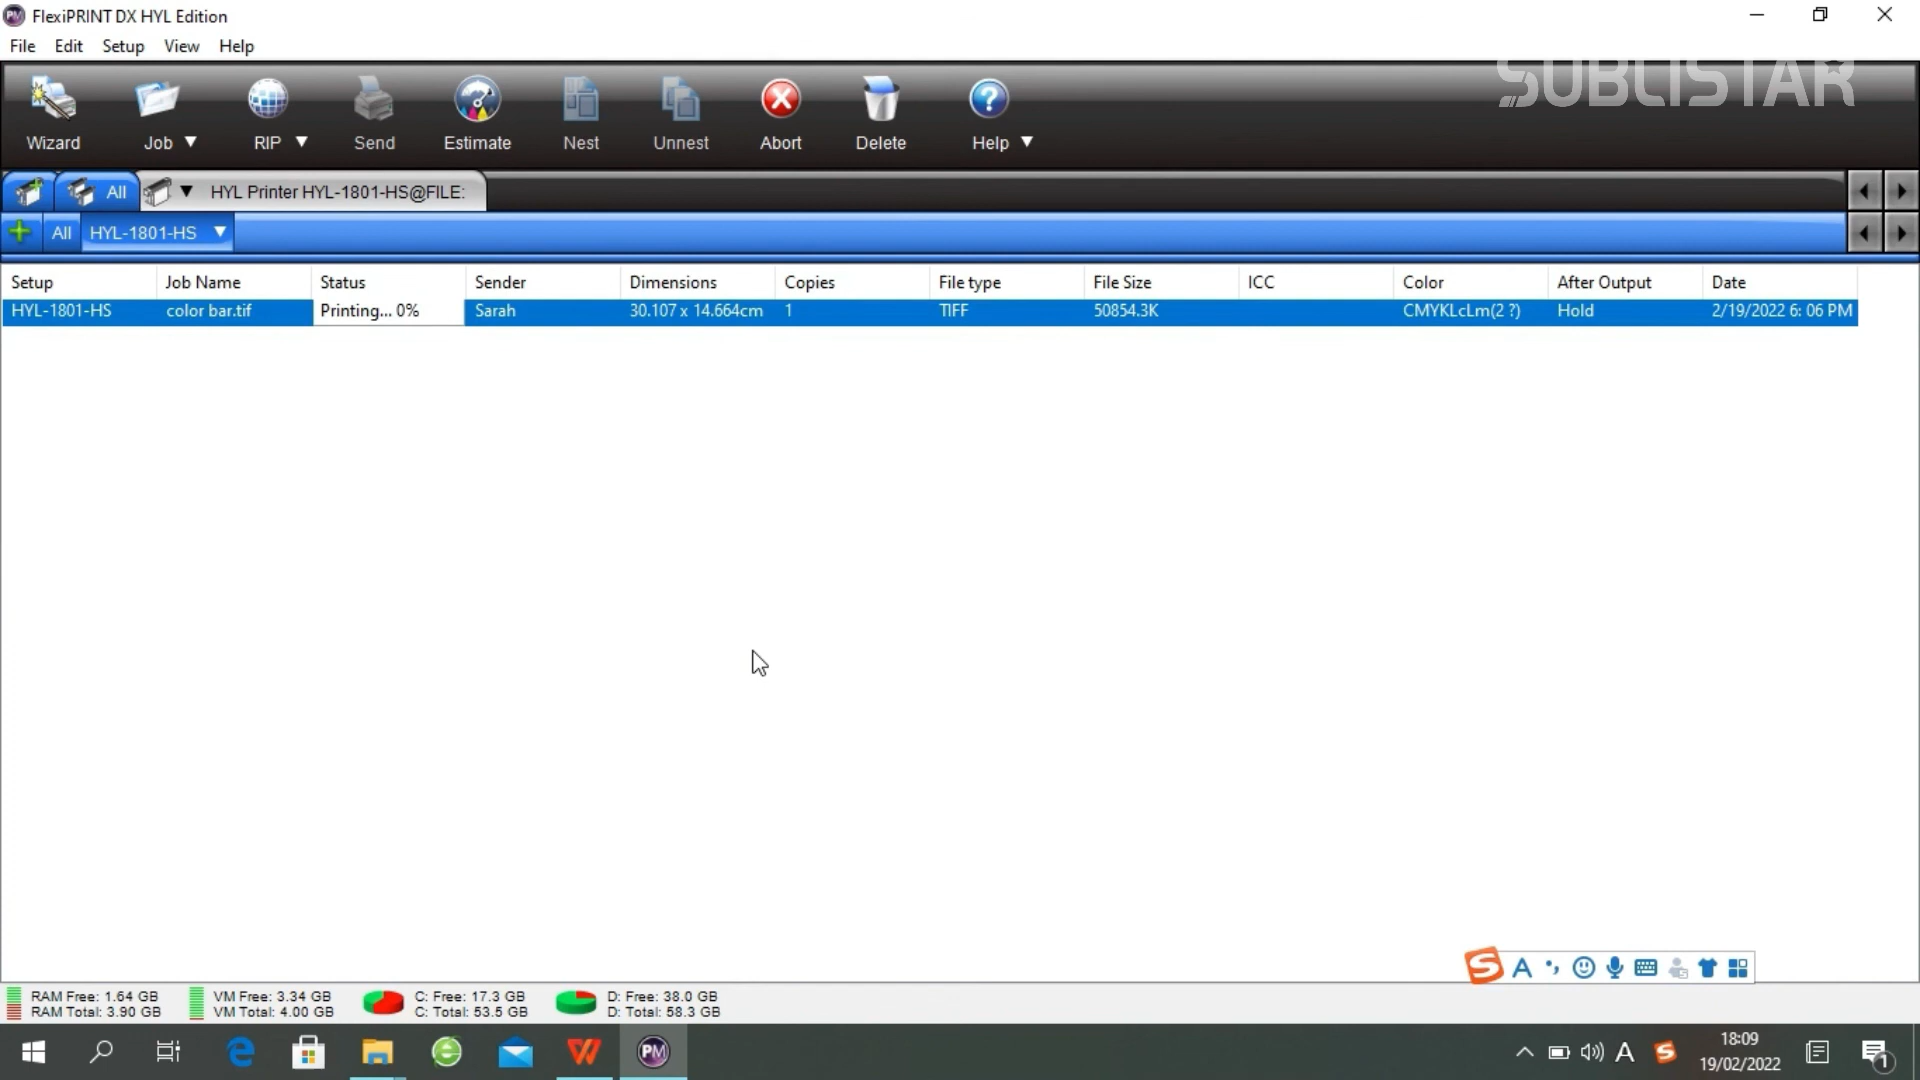 FlexiPRINT DX HYL Edition
File Edit Setup View Help
SUBLISTAR
Wizard Job RIP Send Estimate Nest Unnest Abort Delete Help
All HYL Printer HYL-1801-HS@FILE:
All HYL-1801-HS
Setup Job Name Status Sender Dimensions Copies File type File Size ICC Color After Output Date
HYL-1801-HS color bar.tif Printing... 0% Sarah 30.107 x 14.664cm 1 TIFF 50854.3K CMYKLcLm(2 ?) Hold 2/19/2022 6: 06 PM
RAM Free: 1.64 GB VM Free: 3.34 GB C: Free: 17.3 GB D: Free: 38.0 GB
RAM Total: 3.90 GB VM Total: 4.00 GB C: Total: 53.5 GB D: Total: 58.3 GB
PM A 18:09
19/02/2022 1